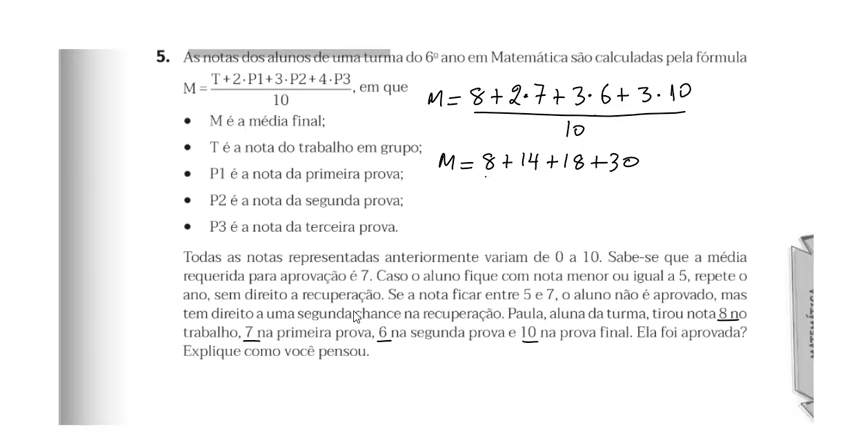 5. As notas dos alunos de uma turma do 6º ano em Matemática são calculadas pela fórmula
M = (T + 2 · P1 + 3 · P2 + 4 · P3) / 10, em que
M = (8 + 2 · 7 + 3 · 6 + 3 · 10) / 10
• M é a média final;
• T é a nota do trabalho em grupo;
M = 8 + 14 + 18 + 30
• P1 é a nota da primeira prova;
• P2 é a nota da segunda prova;
• P3 é a nota da terceira prova.
Todas as notas representadas anteriormente variam de 0 a 10. Sabe-se que a média
requerida para aprovação é 7. Caso o aluno fique com nota menor ou igual a 5, repete o
ano, sem direito a recuperação. Se a nota ficar entre 5 e 7, o aluno não é aprovado, mas
tem direito a uma segunda chance na recuperação. Paula, aluna da turma, tirou nota 8 no
trabalho, 7 na primeira prova, 6 na segunda prova e 10 na prova final. Ela foi aprovada?
Explique como você pensou.
MATEMÁTICA